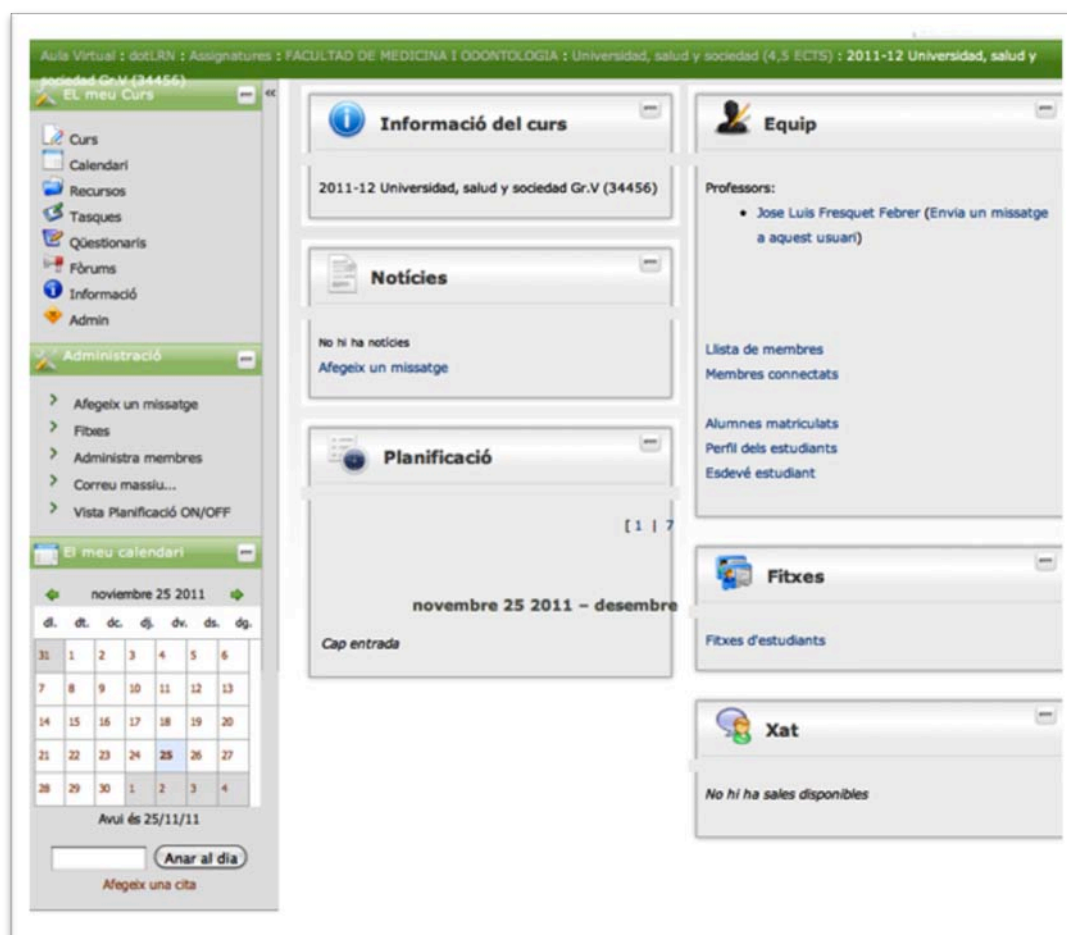 Aula Virtual : dotLRN : Assignatures : FACULTAD DE MEDICINA I ODONTOLOGIA : Universidad, salud y sociedad (4,5 ECTS) : 2011-12 Universidad, salud y
sociedad Gr.V (34456)
EL meu Curs
«
Curs
Calendari
Recursos
Tasques
Qüestionaris
Fòrums
Informació
Admin
Administració
Afegeix un missatge
Fitxes
Administra membres
Correu massiu...
Vista Planificació ON/OFF
El meu calendari
noviembre 25 2011
dl. dt. dc. dj. dv. ds. dg.
31 1 2 3 4 5 6
7 8 9 10 11 12 13
14 15 16 17 18 19 20
21 22 23 24 25 26 27
28 29 30 1 2 3 4
Avui és 25/11/11
Anar al dia
Afegeix una cita
Informació del curs
2011-12 Universidad, salud y sociedad Gr.V (34456)
Notícies
No hi ha notícies
Afegeix un missatge
Planificació
[ 1 | 7
novembre 25 2011 – desembre
Cap entrada
Equip
Professors:
• Jose Luis Fresquet Febrer (Envia un missatge
a aquest usuari)
Llista de membres
Membres connectats
Alumnes matriculats
Perfil dels estudiants
Esdevé estudiant
Fitxes
Fitxes d'estudiants
Xat
No hi ha sales disponibles